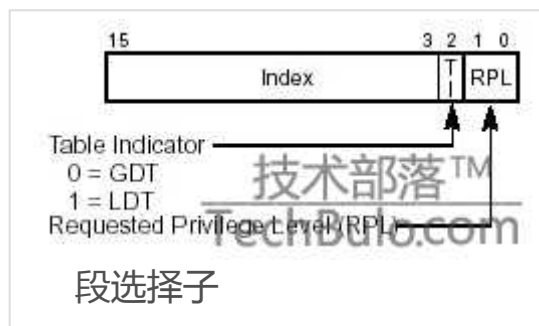 15 3 2 1 0
Index TI RPL
Table Indicator
0 = GDT
1 = LDT
技术部落™
Requested Privilege Level (RPL)
TechBulo.com
段选择子